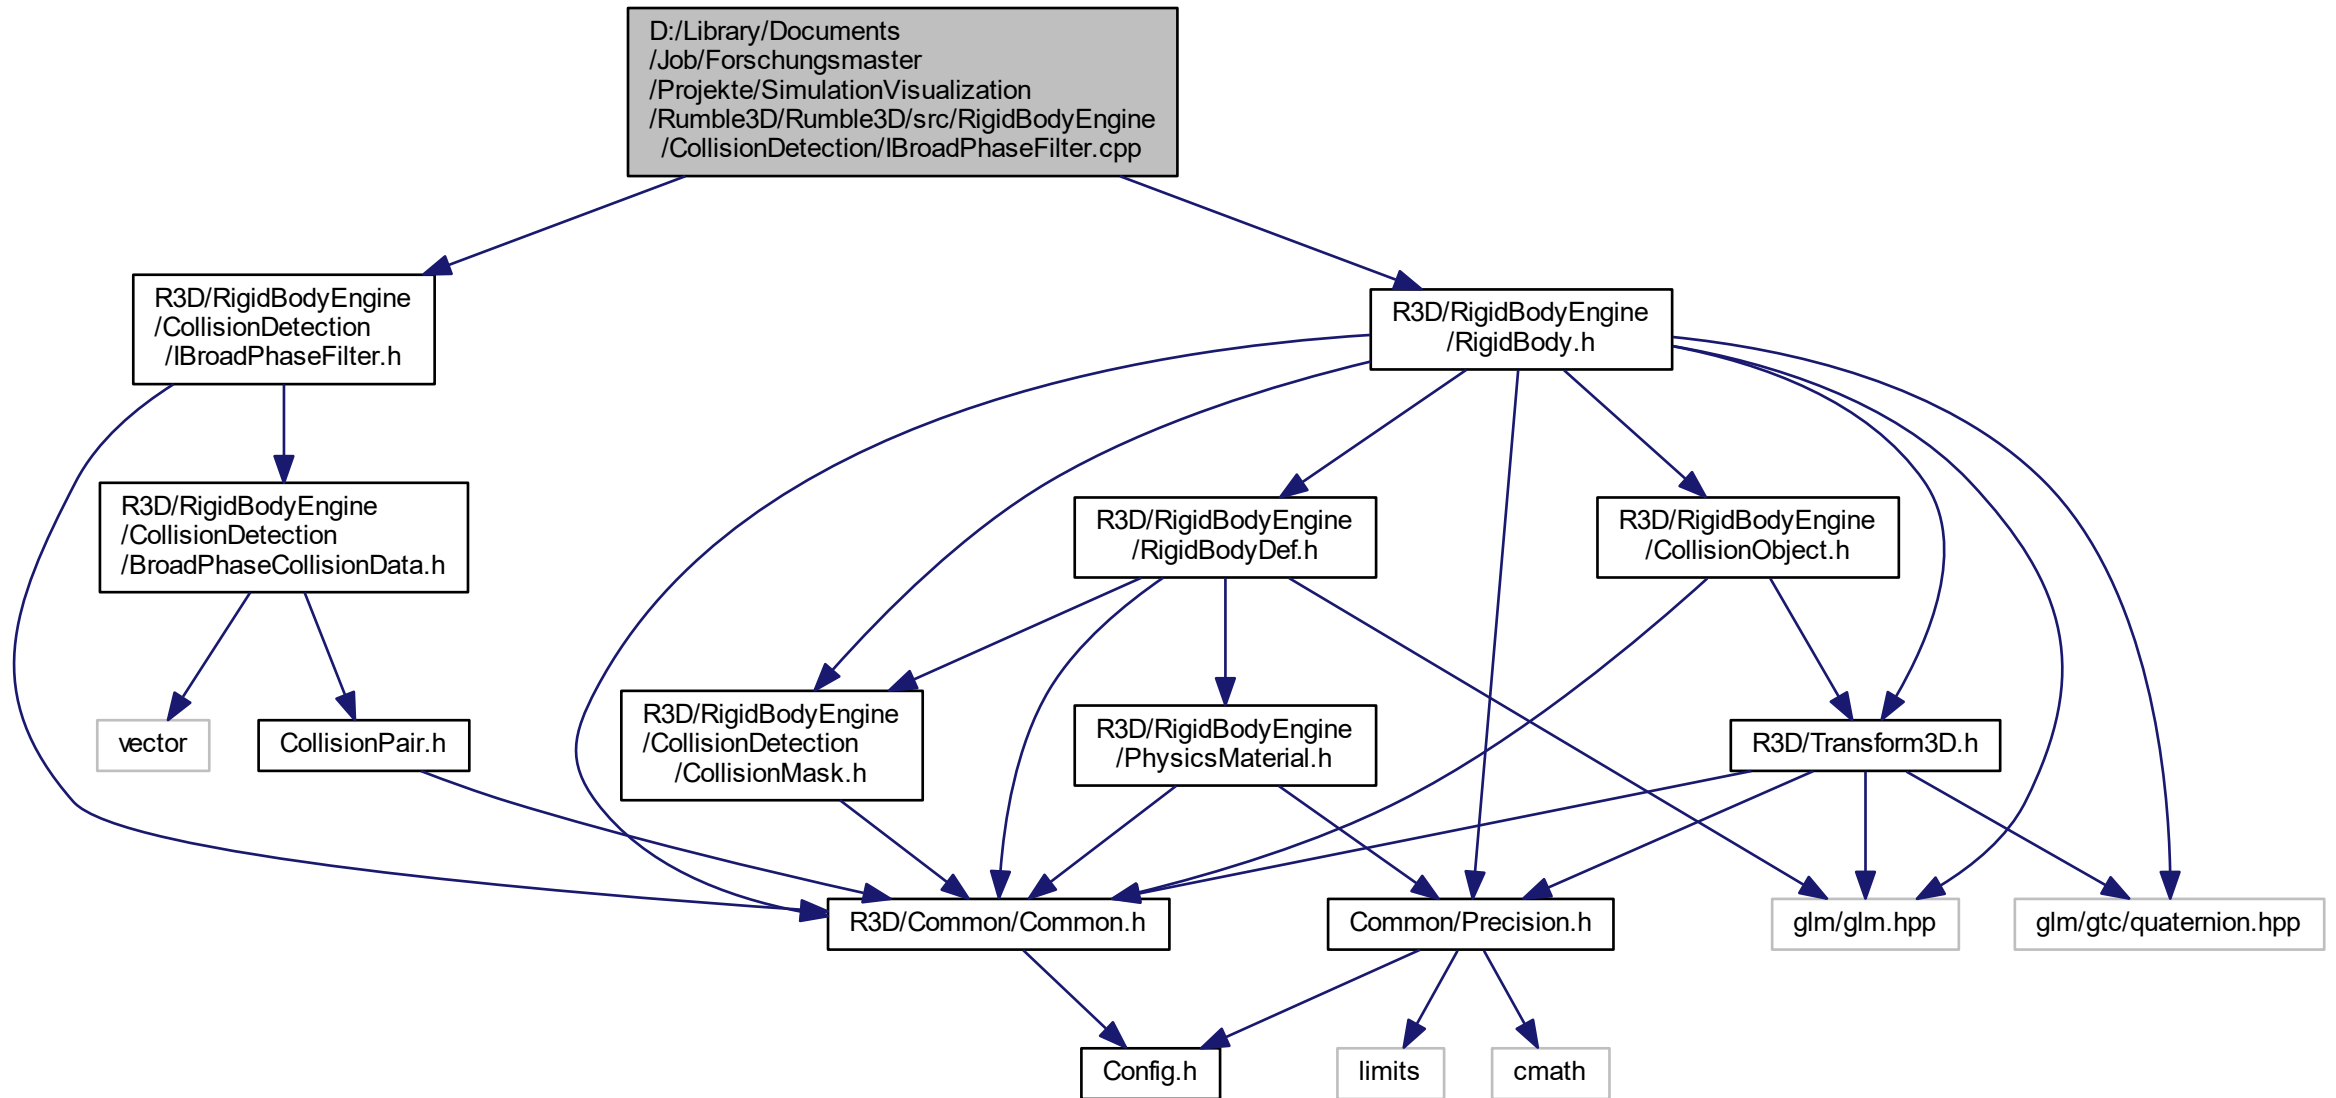 D:/Library/Documents
/Job/Forschungsmaster
/Projekte/SimulationVisualization
/Rumble3D/Rumble3D/src/RigidBodyEngine
/CollisionDetection/IBroadPhaseFilter.cpp
R3D/RigidBodyEngine
/CollisionDetection
/IBroadPhaseFilter.h
R3D/RigidBodyEngine
/RigidBody.h
R3D/RigidBodyEngine
/CollisionDetection
/BroadPhaseCollisionData.h
R3D/RigidBodyEngine
/RigidBodyDef.h
R3D/RigidBodyEngine
/CollisionObject.h
vector
CollisionPair.h
R3D/RigidBodyEngine
/CollisionDetection
/CollisionMask.h
R3D/RigidBodyEngine
/PhysicsMaterial.h
R3D/Transform3D.h
R3D/Common/Common.h
Common/Precision.h
glm/glm.hpp
glm/gtc/quaternion.hpp
Config.h
limits
cmath